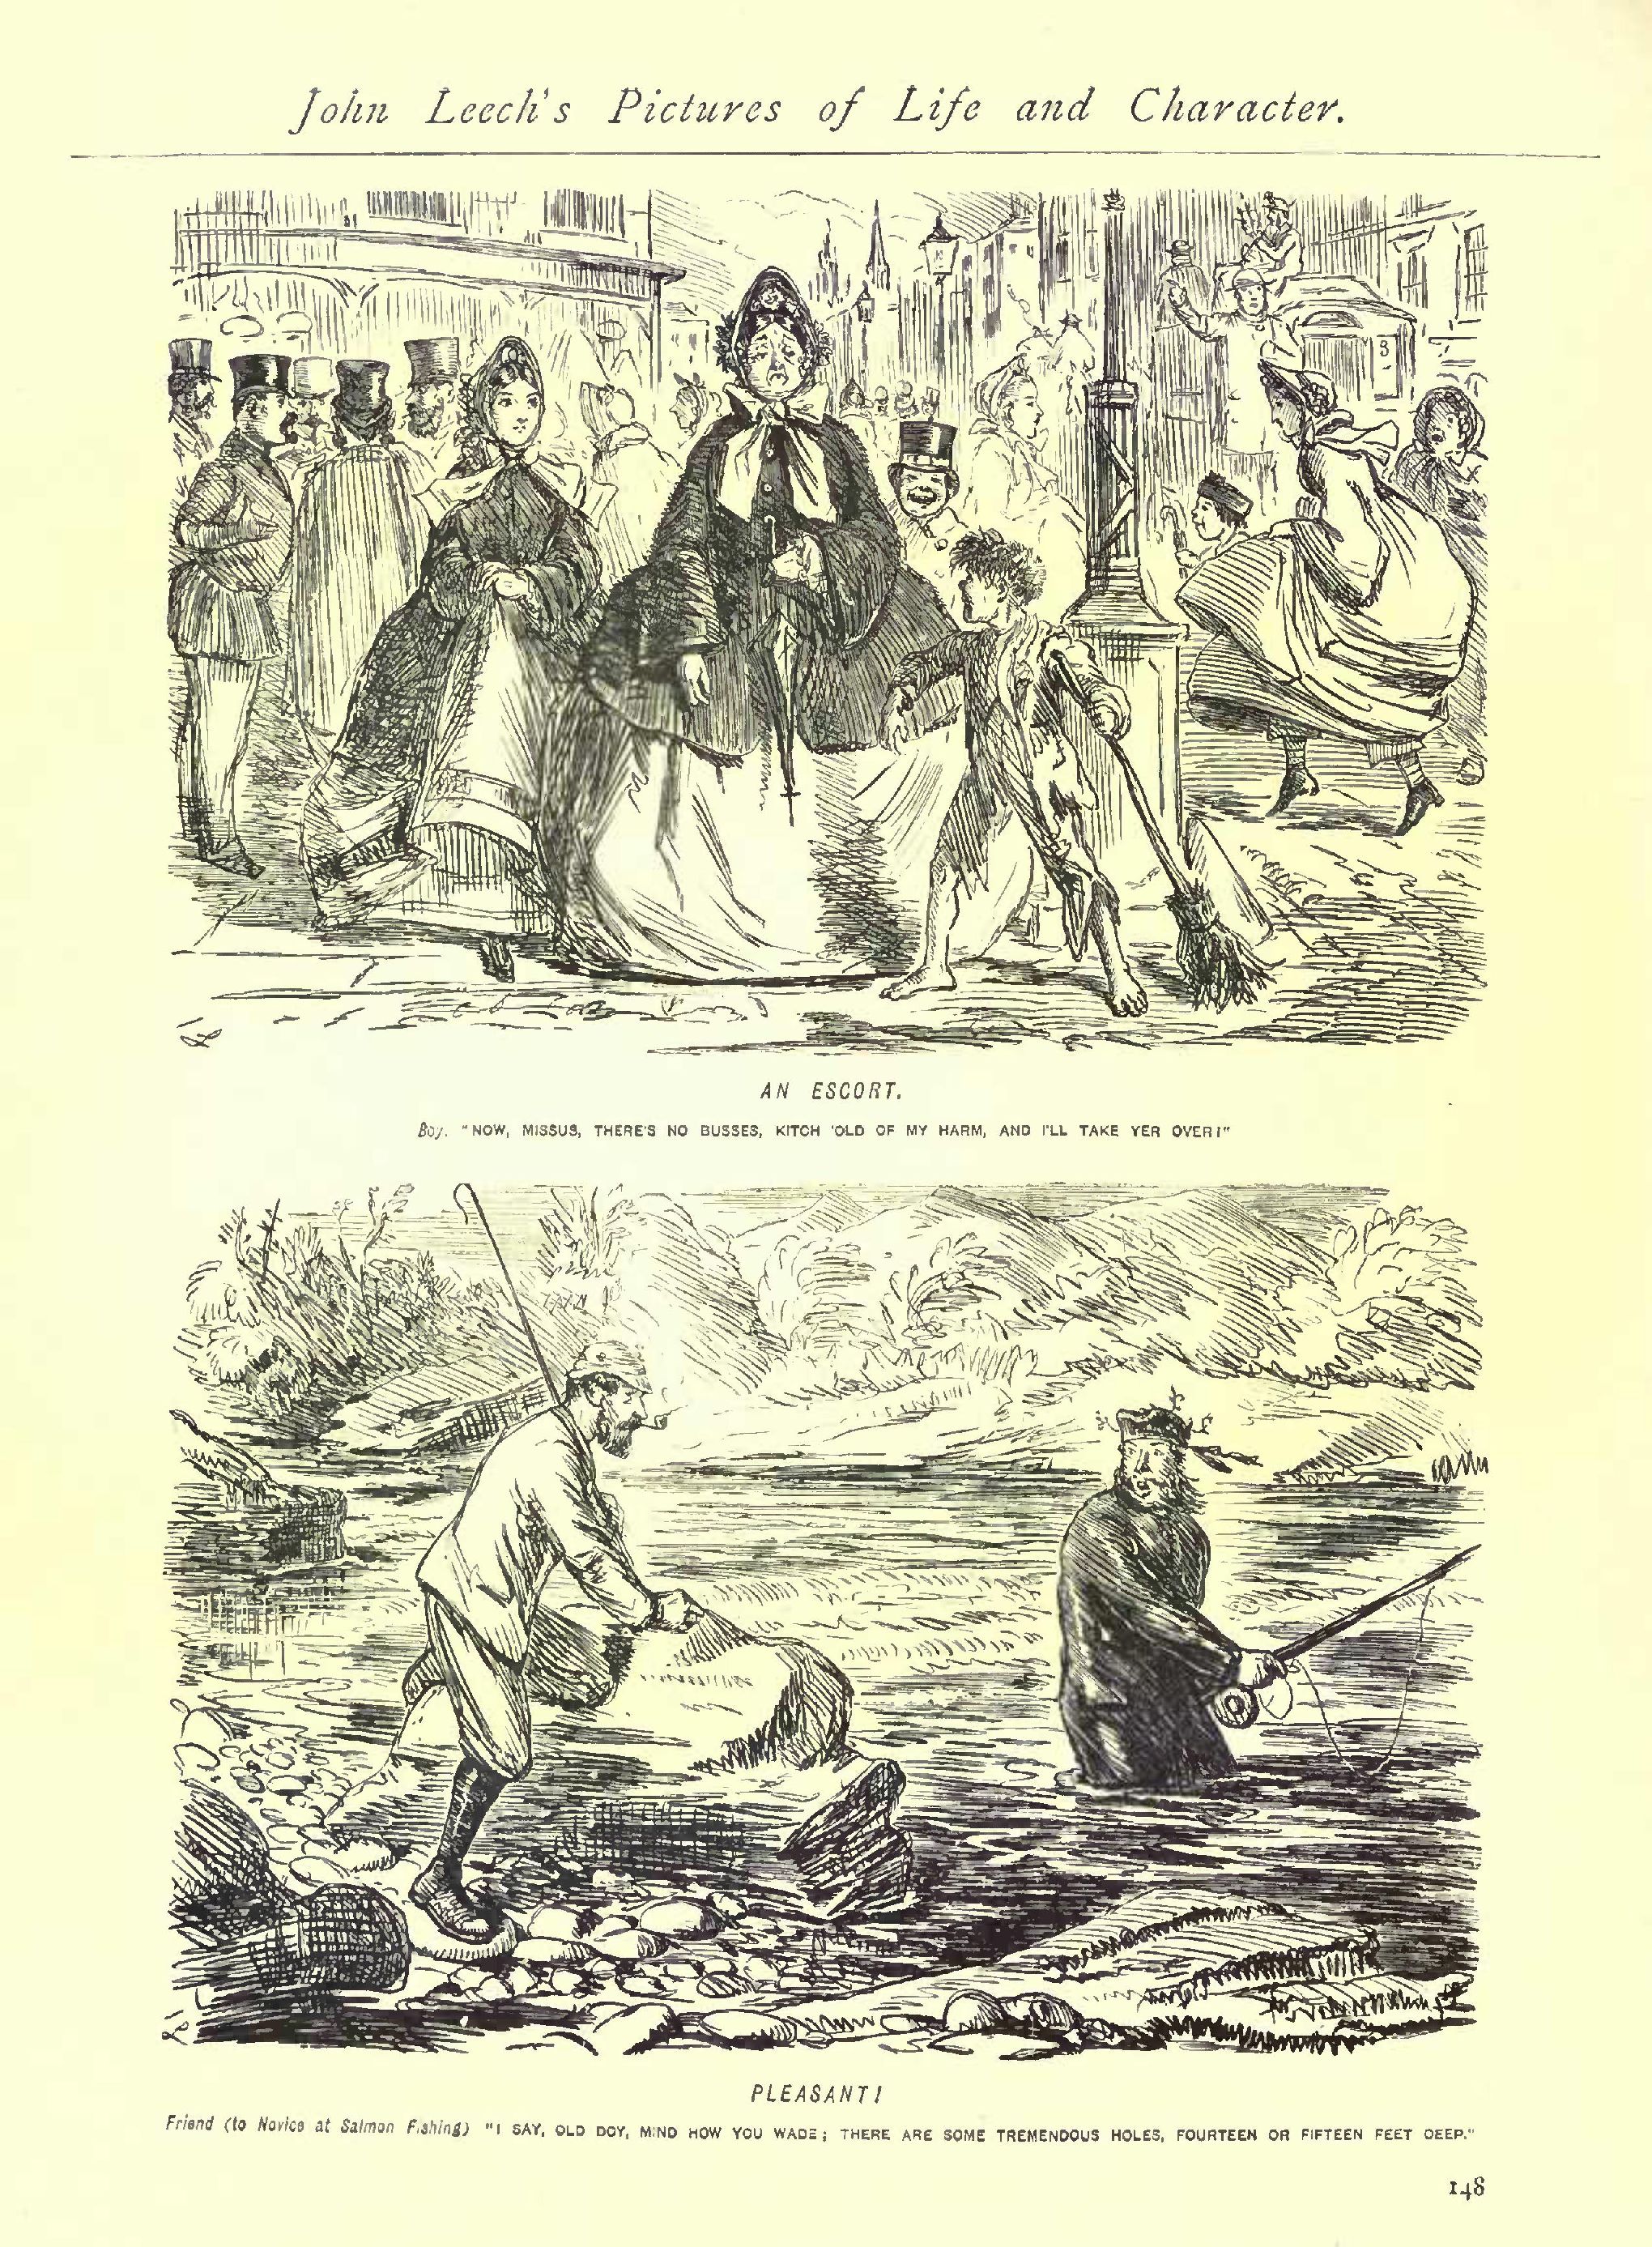 John Leech's Pictures of Life and Character.
3
AN ESCORT.
Boy. "NOW, MISSUS, THERE'S NO BUSSES, KITCH 'OLD OF MY HARM, AND I'LL TAKE YER OVER!"
PLEASANT!
Friend (to Novice at Salmon Fishing) "I SAY, OLD BOY, MIND HOW YOU WADE; THERE ARE SOME TREMENDOUS HOLES, FOURTEEN OR FIFTEEN FEET DEEP."
148